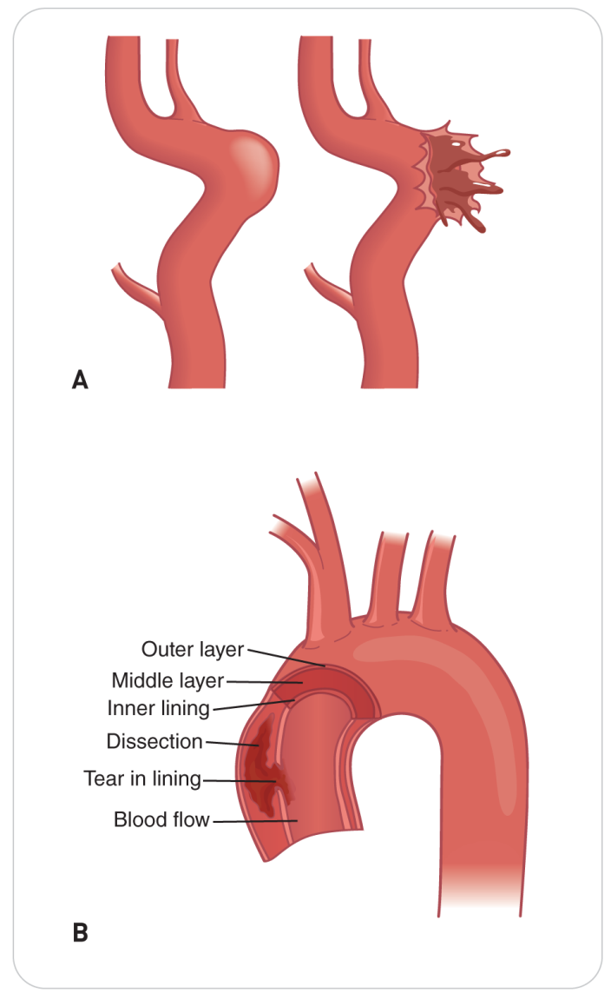 A
Outer layer
Middle layer
Inner lining
Dissection
Tear in lining
Blood flow
B